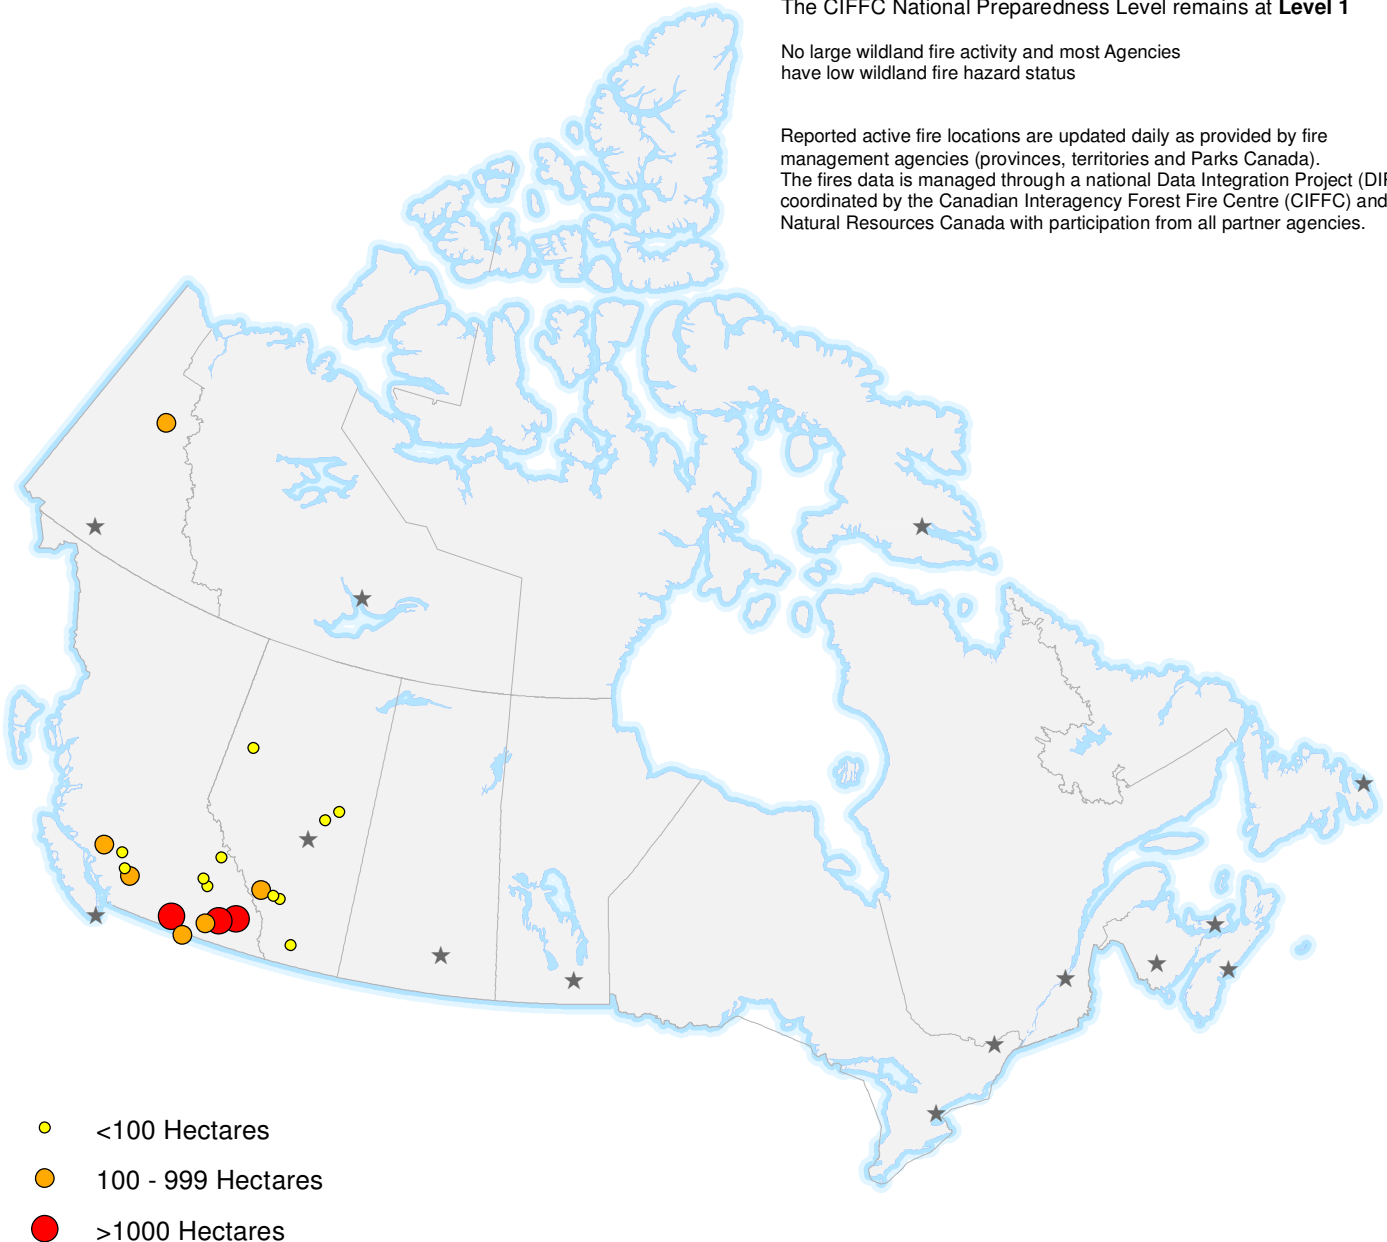 The CIFFC National Preparedness Level remains at Level 1
No large wildland fire activity and most Agencies
have low wildland fire hazard status
Reported active fire locations are updated daily as provided by fire
management agencies (provinces, territories and Parks Canada).
The fires data is managed through a national Data Integration Project (DIF
coordinated by the Canadian Interagency Forest Fire Centre (CIFFC) and
Natural Resources Canada with participation from all partner agencies.
<100 Hectares
100 - 999 Hectares
>1000 Hectares